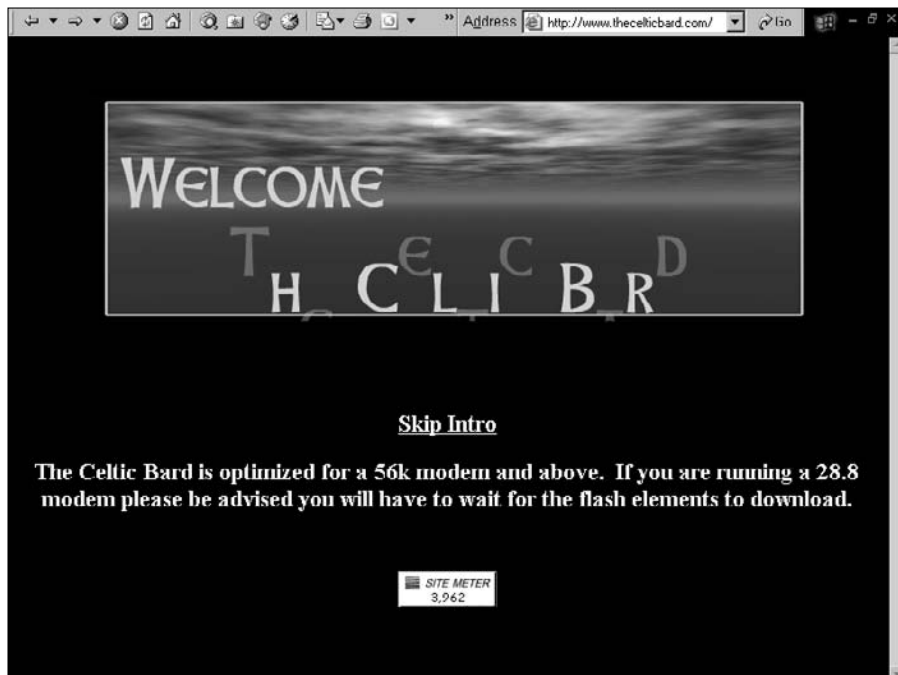 » Address http://www.thecelticbard.com/ Go
WELCOME
T E C D
H C L I B R
Skip Intro
The Celtic Bard is optimized for a 56k modem and above. If you are running a 28.8
modem please be advised you will have to wait for the flash elements to download.
SITE METER
3,962